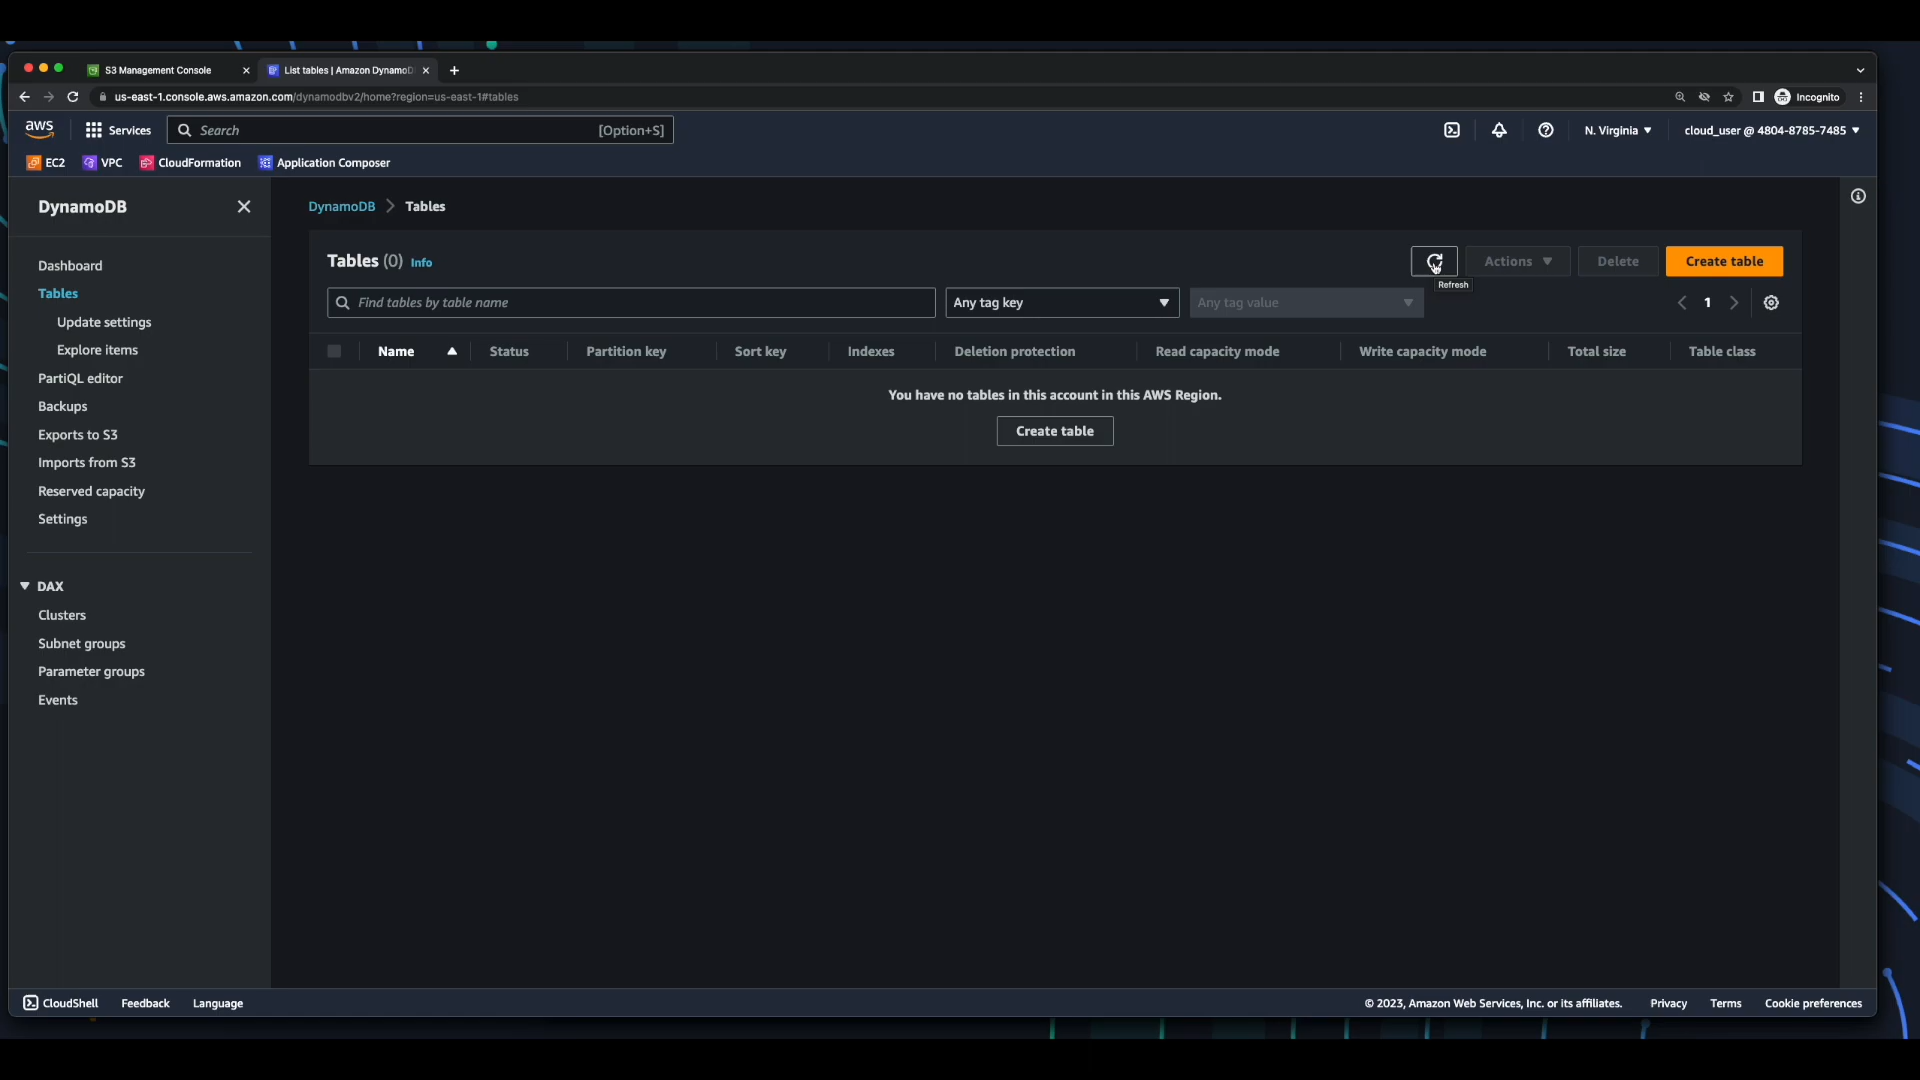 S3 Management Console
List tables | Amazon DynamoD
us-east-1.console.aws.amazon.com/dynamodbv2/home?region=us-east-1#tables
Incognito
aws
Services
Search
[Option+S]
N. Virginia
cloud_user @ 4804-8785-7485
EC2
VPC
CloudFormation
Application Composer
DynamoDB
Dashboard
Tables
Update settings
Explore items
PartiQL editor
Backups
Exports to S3
Imports from S3
Reserved capacity
Settings
DAX
Clusters
Subnet groups
Parameter groups
Events
DynamoDB > Tables
Tables (0) Info
Actions
Delete
Create table
Refresh
Find tables by table name
Any tag key
Any tag value
1
Name Status Partition key Sort key Indexes Deletion protection Read capacity mode Write capacity mode Total size Table class
You have no tables in this account in this AWS Region.
Create table
CloudShell Feedback Language
© 2023, Amazon Web Services, Inc. or its affiliates. Privacy Terms Cookie preferences